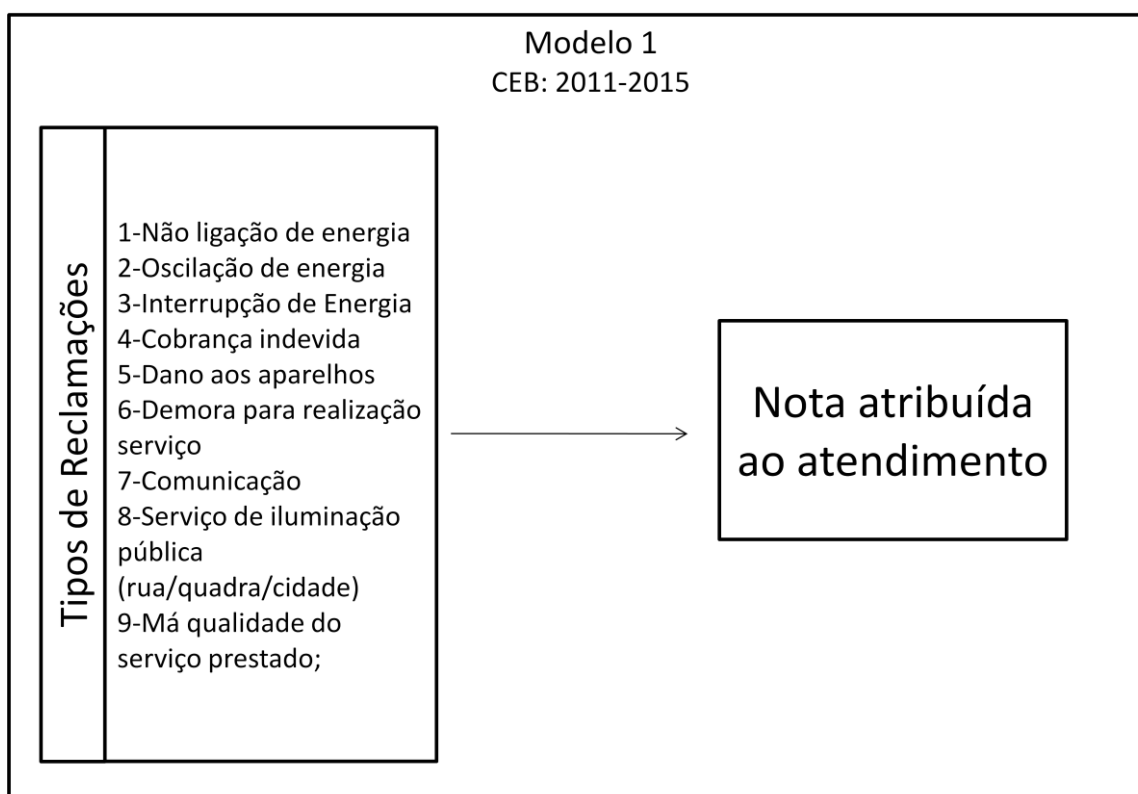 Modelo 1
CEB: 2011-2015
Tipos de Reclamações
1-Não ligação de energia
2-Oscilação de energia
3-Interrupção de Energia
4-Cobrança indevida
5-Dano aos aparelhos
6-Demora para realização
serviço
7-Comunicação
8-Serviço de iluminação
pública
(rua/quadra/cidade)
9-Má qualidade do
serviço prestado;
Nota atribuída
ao atendimento